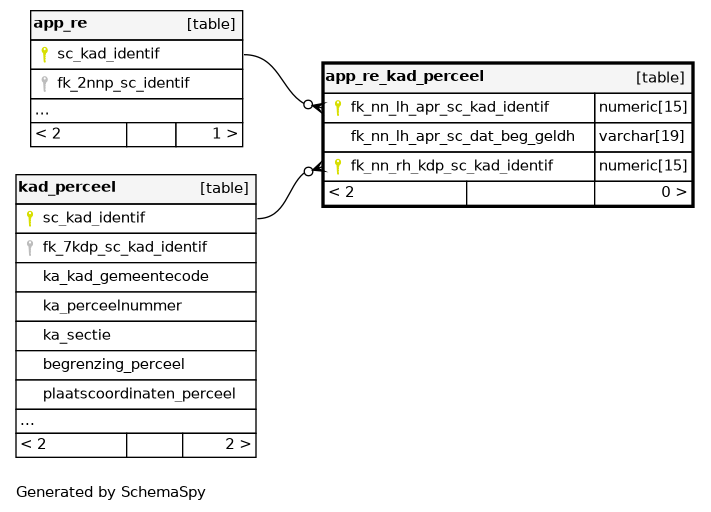 app_re [table]
sc_kad_identif
fk_2nnp_sc_identif
...
< 2 1 >
app_re_kad_perceel [table]
fk_nn_lh_apr_sc_kad_identif numeric[15]
fk_nn_lh_apr_sc_dat_beg_geldh varchar[19]
fk_nn_rh_kdp_sc_kad_identif numeric[15]
< 2 0 >
kad_perceel [table]
sc_kad_identif
fk_7kdp_sc_kad_identif
ka_kad_gemeentecode
ka_perceelnummer
ka_sectie
begrenzing_perceel
plaatscoordinaten_perceel
...
< 2 2 >
Generated by SchemaSpy